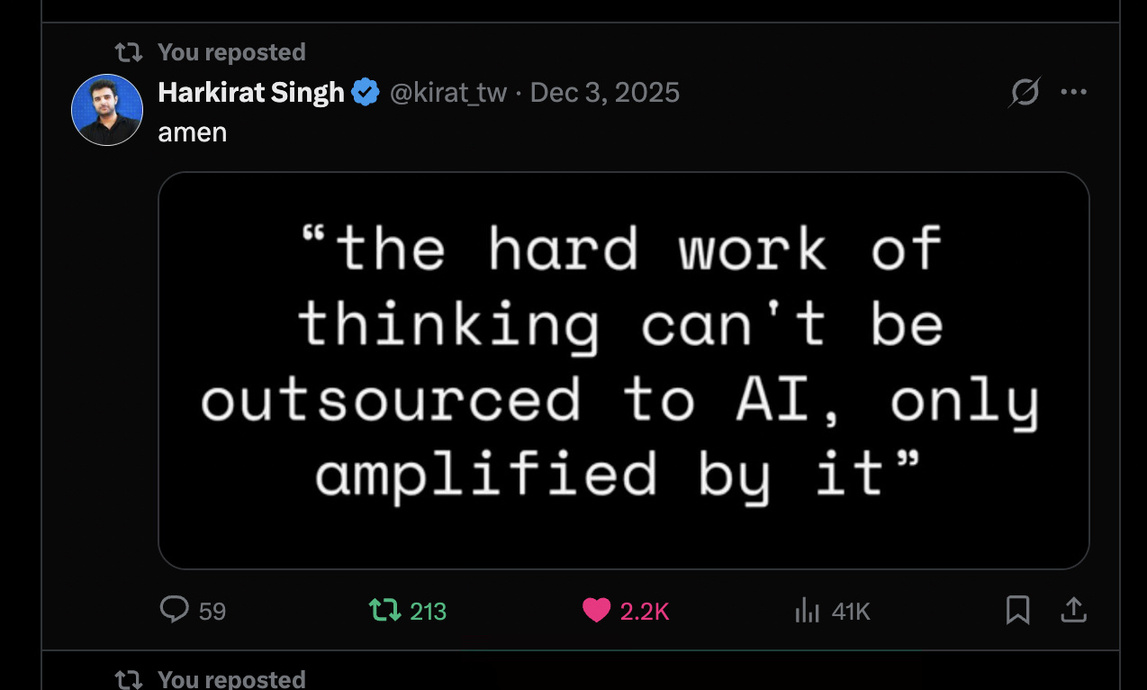 You reposted
Harkirat Singh @kirat_tw · Dec 3, 2025
amen
“the hard work of
thinking can't be
outsourced to AI, only
amplified by it”
59 213 2.2K 41K
You reposted